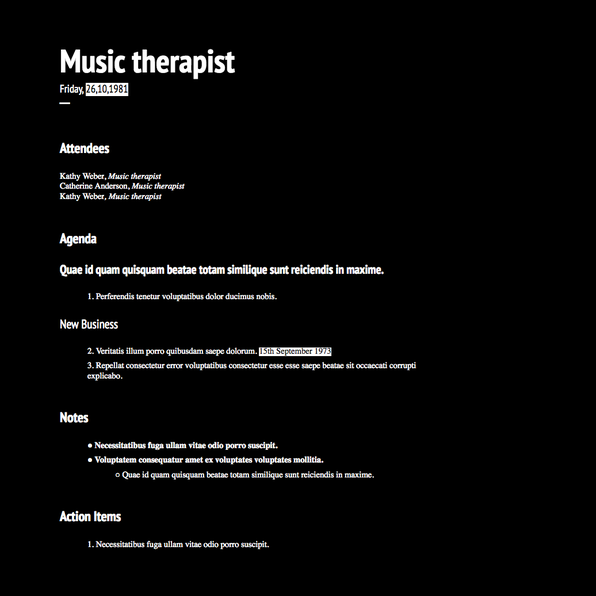 Music therapist
Friday, 26,10,1981
Attendees
Kathy Weber, Music therapist
Catherine Anderson, Music therapist
Kathy Weber, Music therapist
Agenda
Quae id quam quisquam beatae totam similique sunt reiciendis in maxime.
1. Perferendis tenetur voluptatibus dolor ducimus nobis.
New Business
2. Veritatis illum porro quibusdam saepe dolorum. 15th September 1973
3. Repellat consectetur error voluptatibus consectetur esse esse saepe beatae sit occaecati corrupti
explicabo.
Notes
● Necessitatibus fuga ullam vitae odio porro suscipit.
● Voluptatem consequatur amet ex voluptates voluptates mollitia.
○ Quae id quam quisquam beatae totam similique sunt reiciendis in maxime.
Action Items
1. Necessitatibus fuga ullam vitae odio porro suscipit.